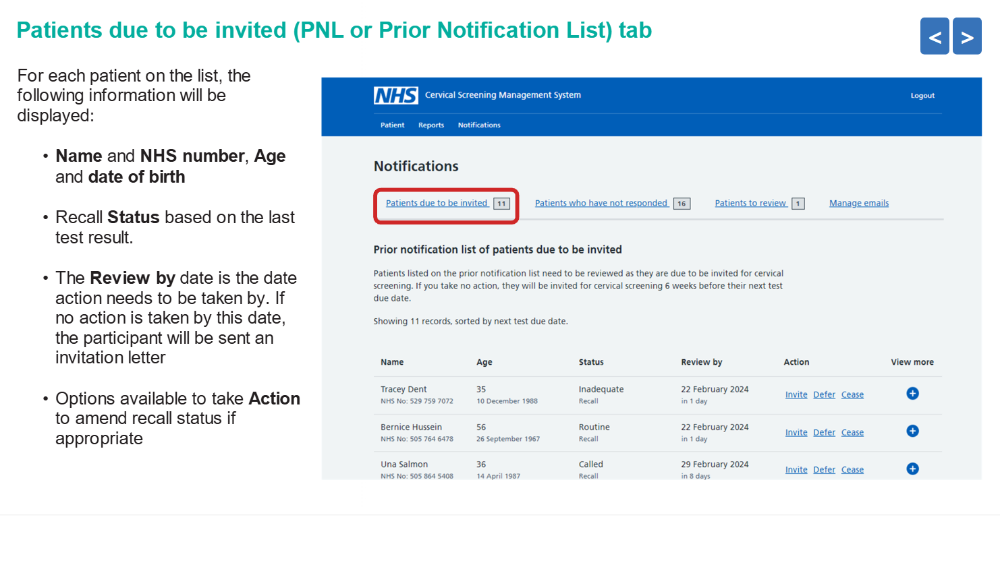 Patients due to be invited (PNL or Prior Notification List) tab
< >
For each patient on the list, the
following information will be
displayed:
• Name and NHS number, Age
and date of birth
• Recall Status based on the last
test result.
• The Review by date is the date
action needs to be taken by. If
no action is taken by this date,
the participant will be sent an
invitation letter
• Options available to take Action
to amend recall status if
appropriate
NHS Cervical Screening Management System Logout
Patient Reports Notifications
Notifications
Patients due to be invited 11 Patients who have not responded 16 Patients to review 1 Manage emails
Prior notification list of patients due to be invited
Patients listed on the prior notification list need to be reviewed as they are due to be invited for cervical
screening. If you take no action, they will be invited for cervical screening 6 weeks before their next test
due date.
Showing 11 records, sorted by next test due date.
Name Age Status Review by Action View more
Tracey Dent 35 Inadequate 22 February 2024 Invite Defer Cease +
NHS No: 529 759 7072 10 December 1988 Recall in 1 day
Bernice Hussein 56 Routine 22 February 2024 Invite Defer Cease +
NHS No: 505 764 6478 26 September 1967 Recall in 1 day
Una Salmon 36 Called 29 February 2024 Invite Defer Cease +
NHS No: 505 864 5408 14 April 1987 Recall in 8 days